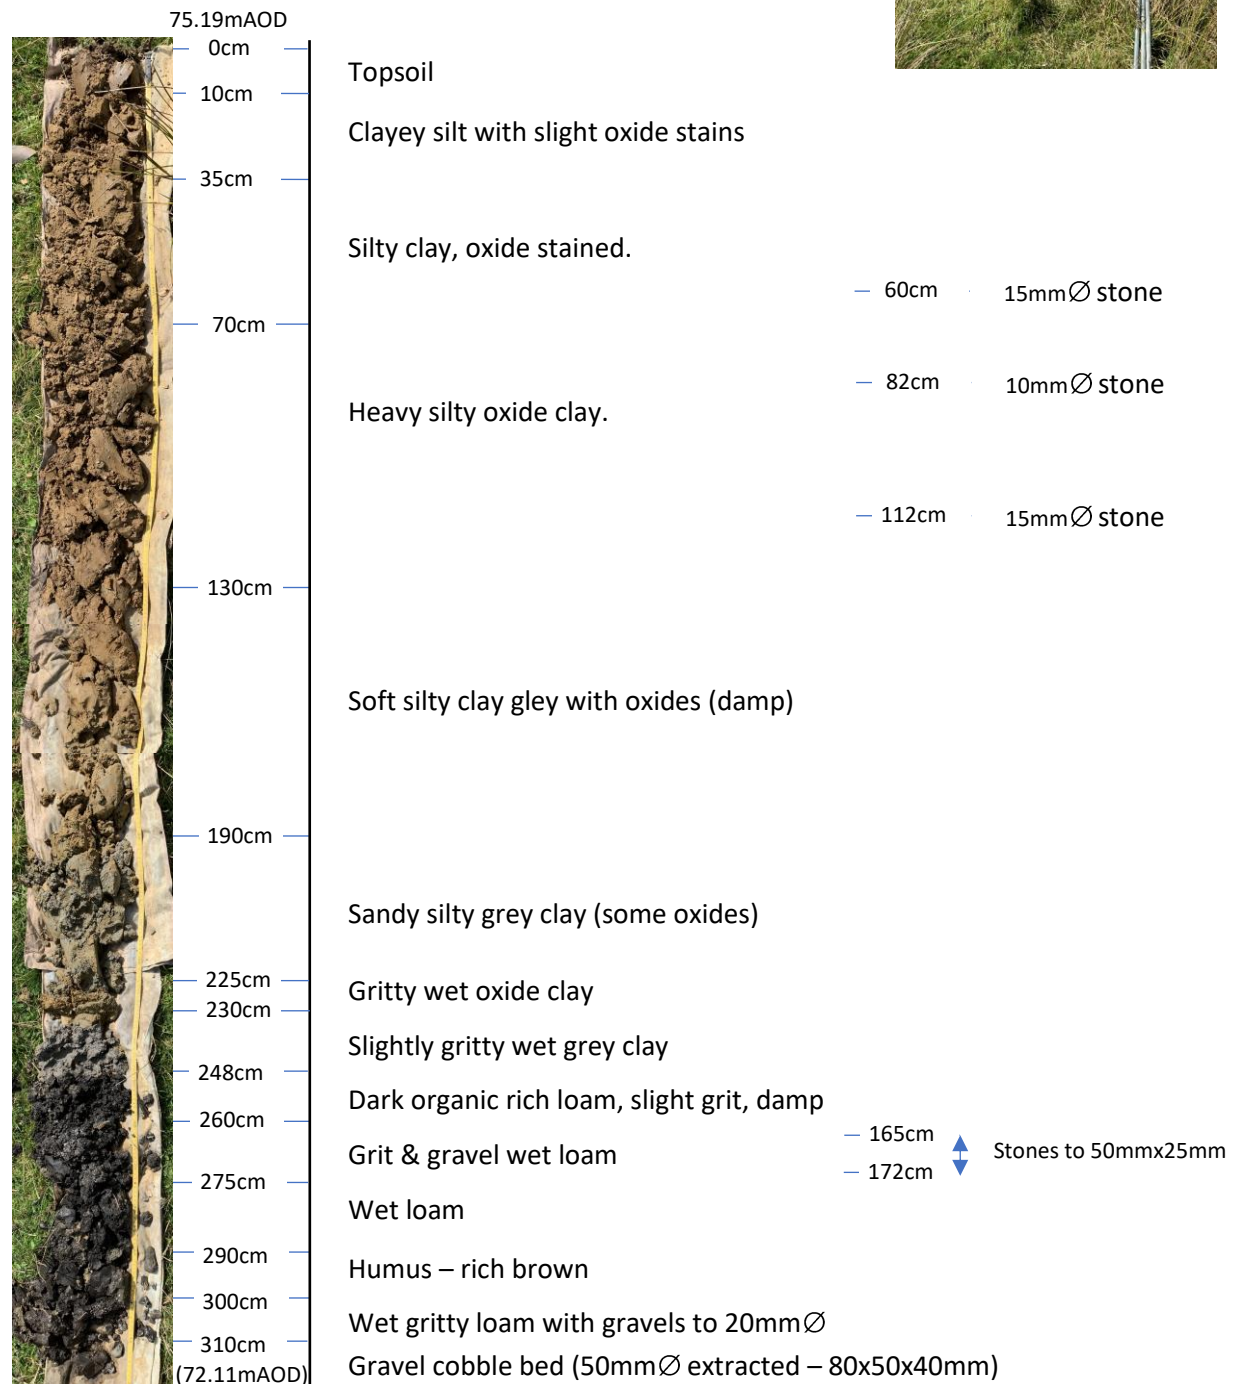 75.19mAOD
0cm
Topsoil
10cm
Clayey silt with slight oxide stains
35cm
Silty clay, oxide stained.
60cm 15mm∅ stone
70cm
82cm 10mm∅ stone
Heavy silty oxide clay.
112cm 15mm∅ stone
130cm
Soft silty clay gley with oxides (damp)
190cm
Sandy silty grey clay (some oxides)
225cm
Gritty wet oxide clay
230cm
Slightly gritty wet grey clay
248cm
Dark organic rich loam, slight grit, damp
260cm
165cm
Grit & gravel wet loam
Stones to 50mmx25mm
172cm
275cm
Wet loam
290cm
Humus – rich brown
300cm
Wet gritty loam with gravels to 20mm∅
310cm
Gravel cobble bed (50mm∅ extracted – 80x50x40mm)
(72.11mAOD)